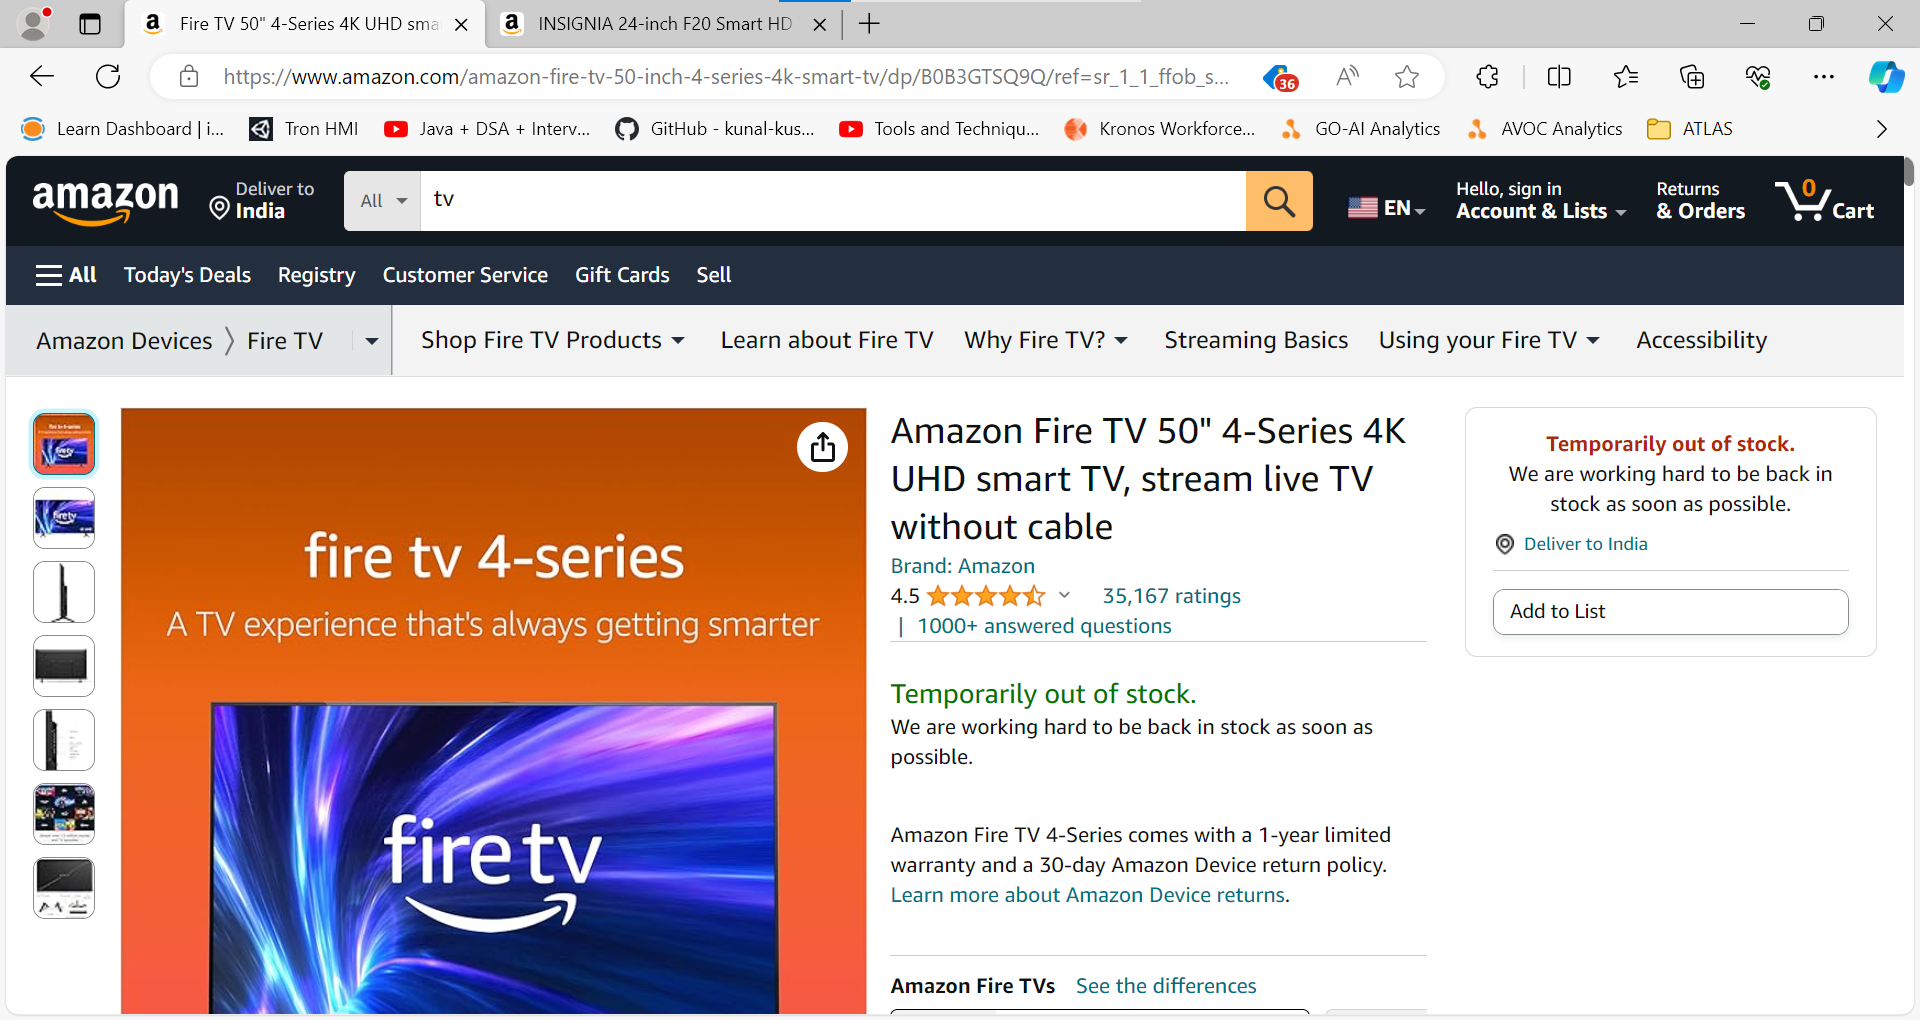 Fire TV 50" 4-Series 4K UHD sma
INSIGNIA 24-inch F20 Smart HD
https://www.amazon.com/amazon-fire-tv-50-inch-4-series-4k-smart-tv/dp/B0B3GTSQ9Q/ref=sr_1_1_ffob_s...
36
Learn Dashboard | i...
Tron HMI
Java + DSA + Interv...
GitHub - kunal-kus...
Tools and Techniqu...
Kronos Workforce...
GO-AI Analytics
AVOC Analytics
ATLAS
amazon
Deliver to
India
All
tv
EN
Hello, sign in
Account & Lists
Returns
& Orders
0
Cart
All
Today's Deals
Registry
Customer Service
Gift Cards
Sell
Amazon Devices
Fire TV
Shop Fire TV Products
Learn about Fire TV
Why Fire TV?
Streaming Basics
Using your Fire TV
Accessibility
fire tv 4-series
A TV experience that's always getting smarter
fire tv
Amazon Fire TV 50" 4-Series 4K
UHD smart TV, stream live TV
without cable
Brand: Amazon
4.5
35,167 ratings
| 1000+ answered questions
Temporarily out of stock.
We are working hard to be back in stock as soon as
possible.
Amazon Fire TV 4-Series comes with a 1-year limited
warranty and a 30-day Amazon Device return policy.
Learn more about Amazon Device returns.
Amazon Fire TVs
See the differences
Temporarily out of stock.
We are working hard to be back in
stock as soon as possible.
Deliver to India
Add to List